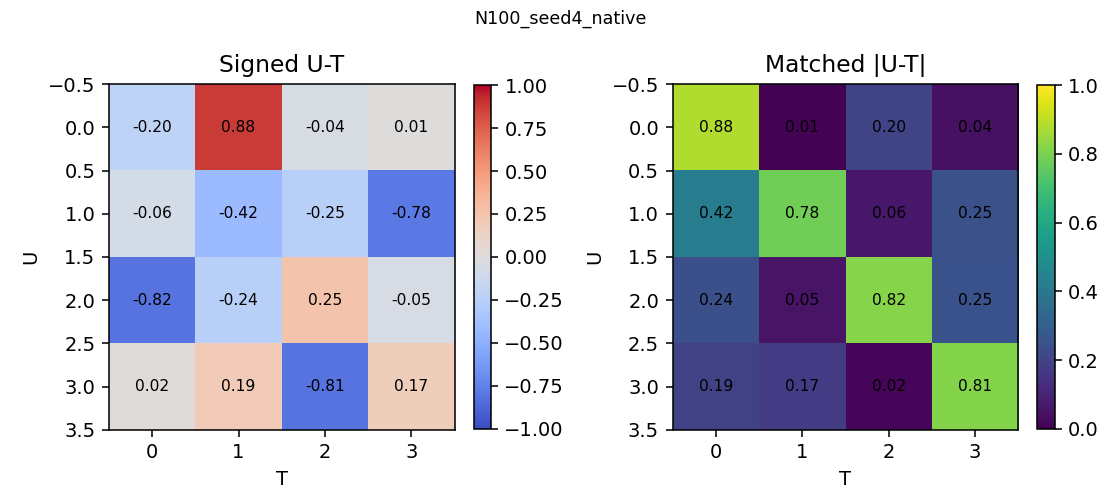 N100_seed4_native
Signed U-T
Matched |U-T|
−0.5
0.0
0.5
1.0
1.5
2.0
2.5
3.0
3.5
U
-0.20 0.88 -0.04 0.01
-0.06 -0.42 -0.25 -0.78
-0.82 -0.24 0.25 -0.05
0.02 0.19 -0.81 0.17
0 1 2 3
T
1.00
0.75
0.50
0.25
0.00
−0.25
−0.50
−0.75
−1.00
−0.5
0.0
0.5
1.0
1.5
2.0
2.5
3.0
3.5
U
0.88 0.01 0.20 0.04
0.42 0.78 0.06 0.25
0.24 0.05 0.82 0.25
0.19 0.17 0.02 0.81
0 1 2 3
T
1.0
0.8
0.6
0.4
0.2
0.0